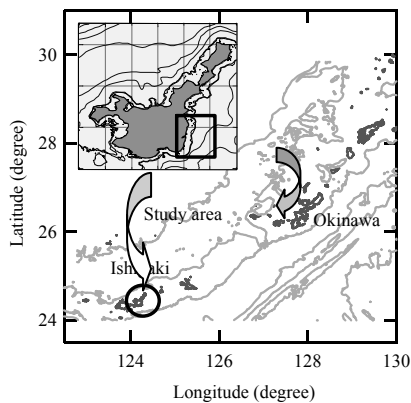 30
28
26
24
Latitude (degree)
Study area
Okinawa
Ishigaki
124
126
128
130
Longitude (degree)